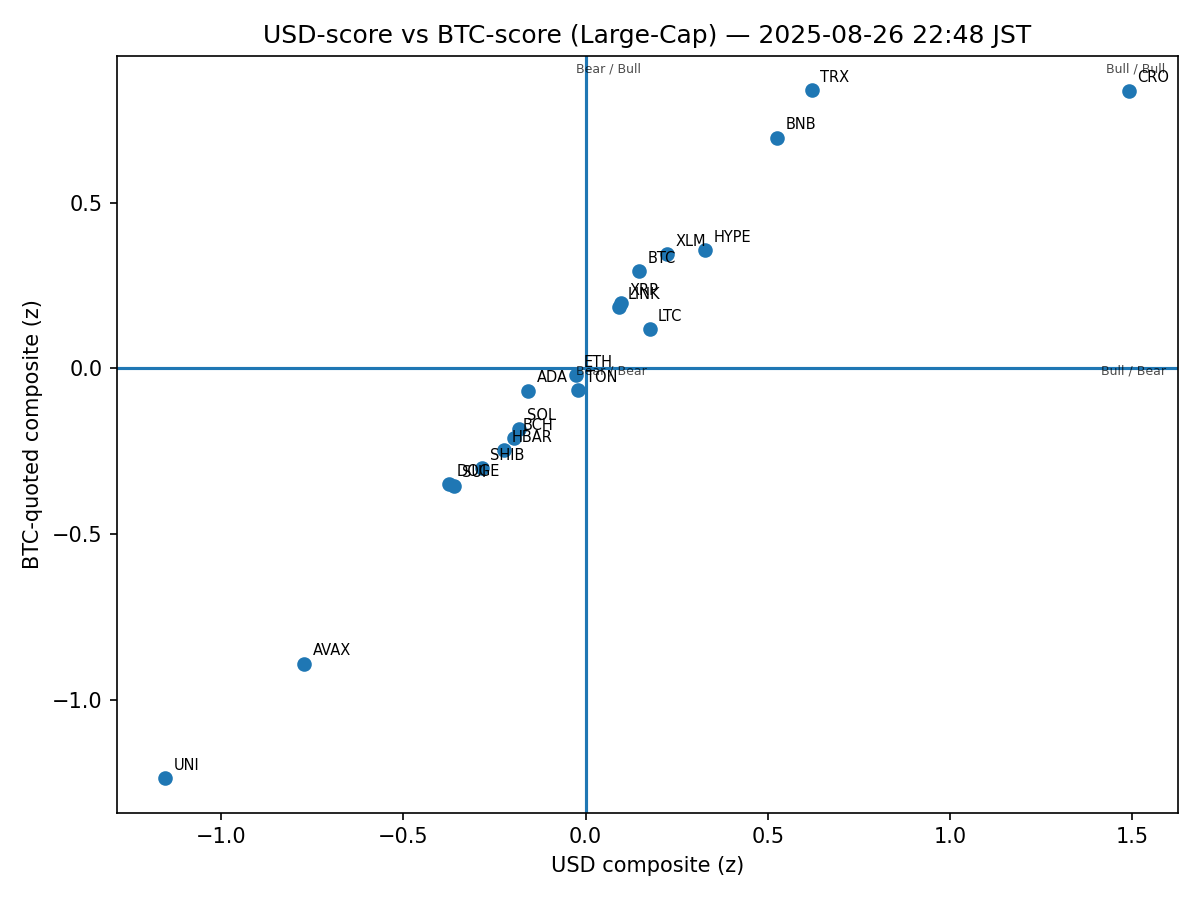 USD-score vs BTC-score (Large-Cap) — 2025-08-26 22:48 JST
Bear / Bull
Bull / Bull
TRX
CRO
BNB
0.5
XLM
HYPE
BTC
XRP
LINK
LTC
ETH
0.0
Bear / Bear
Bull / Bear
ADA
TON
SOL
BCH
HBAR
SHIB
DOGE
SUI
−0.5
AVAX
−1.0
UNI
−1.0
−0.5
0.0
0.5
1.0
1.5
USD composite (z)
BTC-quoted composite (z)